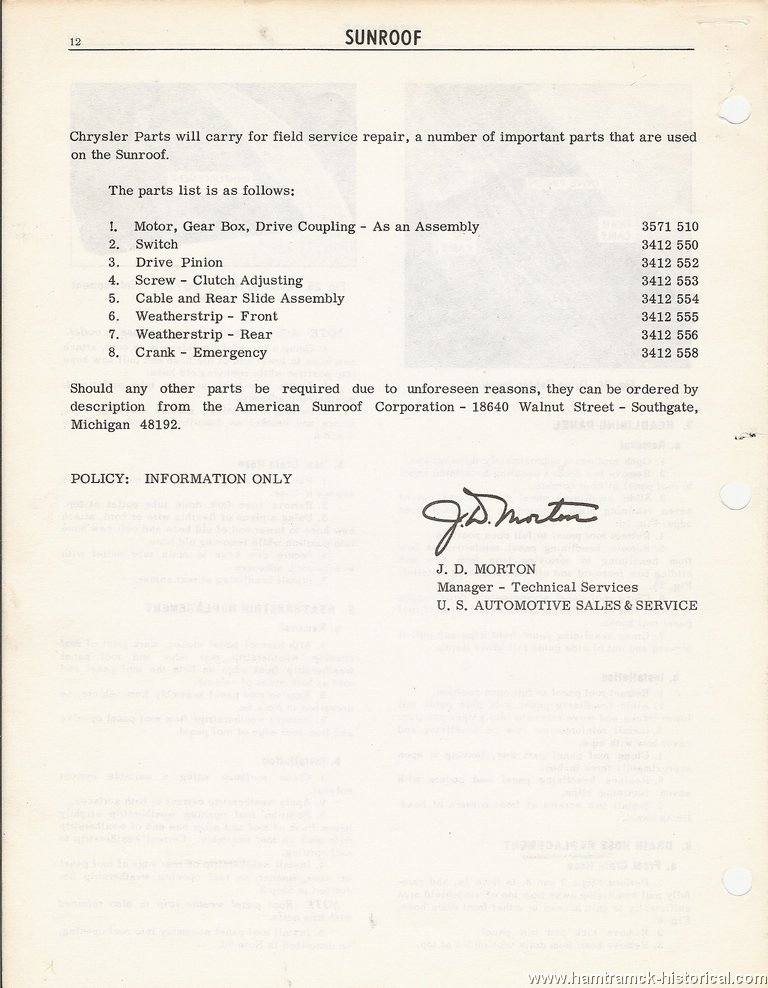 12
SUNROOF
Chrysler Parts will carry for field service repair, a number of important parts that are used
on the Sunroof.
The parts list is as follows:
1. Motor, Gear Box, Drive Coupling - As an Assembly 3571 510
2. Switch 3412 550
3. Drive Pinion 3412 552
4. Screw - Clutch Adjusting 3412 553
5. Cable and Rear Slide Assembly 3412 554
6. Weatherstrip - Front 3412 555
7. Weatherstrip - Rear 3412 556
8. Crank - Emergency 3412 558
Should any other parts be required due to unforeseen reasons, they can be ordered by
description from the American Sunroof Corporation - 18640 Walnut Street - Southgate,
Michigan 48192.
POLICY: INFORMATION ONLY
J.D. Morton
J. D. MORTON
Manager - Technical Services
U. S. AUTOMOTIVE SALES & SERVICE
www.hamtramck-historical.com